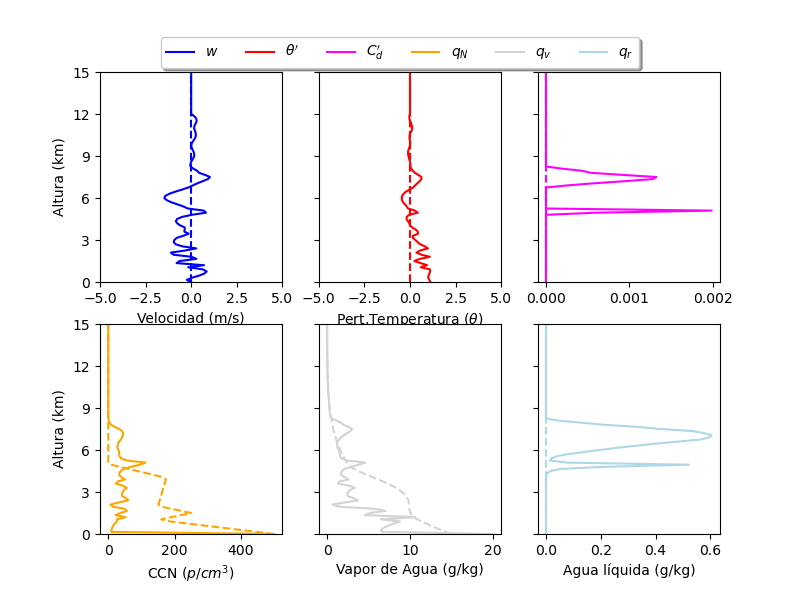 w θ′ C′d qN qv qr
15
12
9
6
3
0
Altura (km)
−5.0 −2.5 0.0 2.5 5.0
Velocidad (m/s)
−5.0 −2.5 0.0 2.5 5.0
Pert.Temperatura (θ)
0.000 0.001 0.002
15
12
9
6
3
0
Altura (km)
0 200 400
CCN (p/cm³)
0 10 20
Vapor de Agua (g/kg)
0.0 0.2 0.4 0.6
Agua líquida (g/kg)